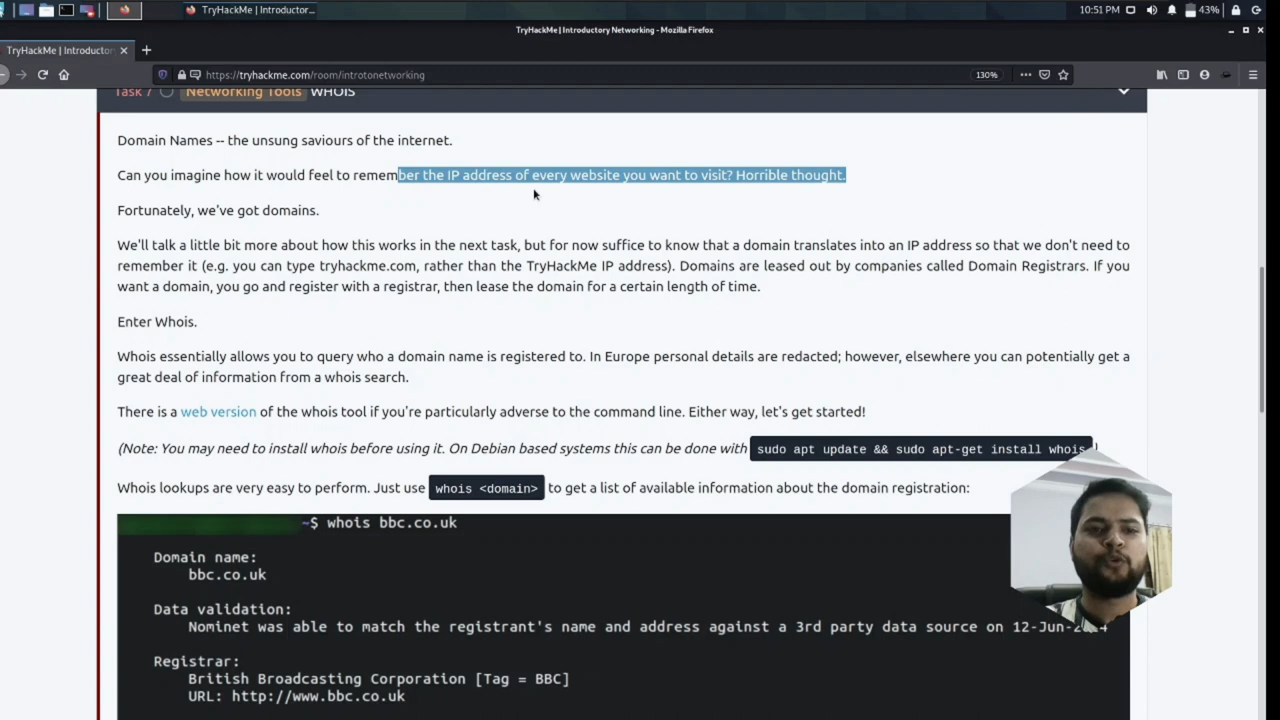 TryHackMe | Introductor...
10:51 PM
43%
TryHackMe | Introductory Networking - Mozilla Firefox
TryHackMe | Introductor
https://tryhackme.com/room/introtonetworking
130%
Task 7 Networking Tools WHOIS
Domain Names -- the unsung saviours of the internet.
Can you imagine how it would feel to remember the IP address of every website you want to visit? Horrible thought.
Fortunately, we've got domains.
We'll talk a little bit more about how this works in the next task, but for now suffice to know that a domain translates into an IP address so that we don't need to
remember it (e.g. you can type tryhackme.com, rather than the TryHackMe IP address). Domains are leased out by companies called Domain Registrars. If you
want a domain, you go and register with a registrar, then lease the domain for a certain length of time.
Enter Whois.
Whois essentially allows you to query who a domain name is registered to. In Europe personal details are redacted; however, elsewhere you can potentially get a
great deal of information from a whois search.
There is a web version of the whois tool if you're particularly adverse to the command line. Either way, let's get started!
(Note: You may need to install whois before using it. On Debian based systems this can be done with sudo apt update && sudo apt-get install whois )
Whois lookups are very easy to perform. Just use whois <domain> to get a list of available information about the domain registration:
~$ whois bbc.co.uk
Domain name:
bbc.co.uk
Data validation:
Nominet was able to match the registrant's name and address against a 3rd party data source on 12-Jun-
Registrar:
British Broadcasting Corporation [Tag = BBC]
URL: http://www.bbc.co.uk